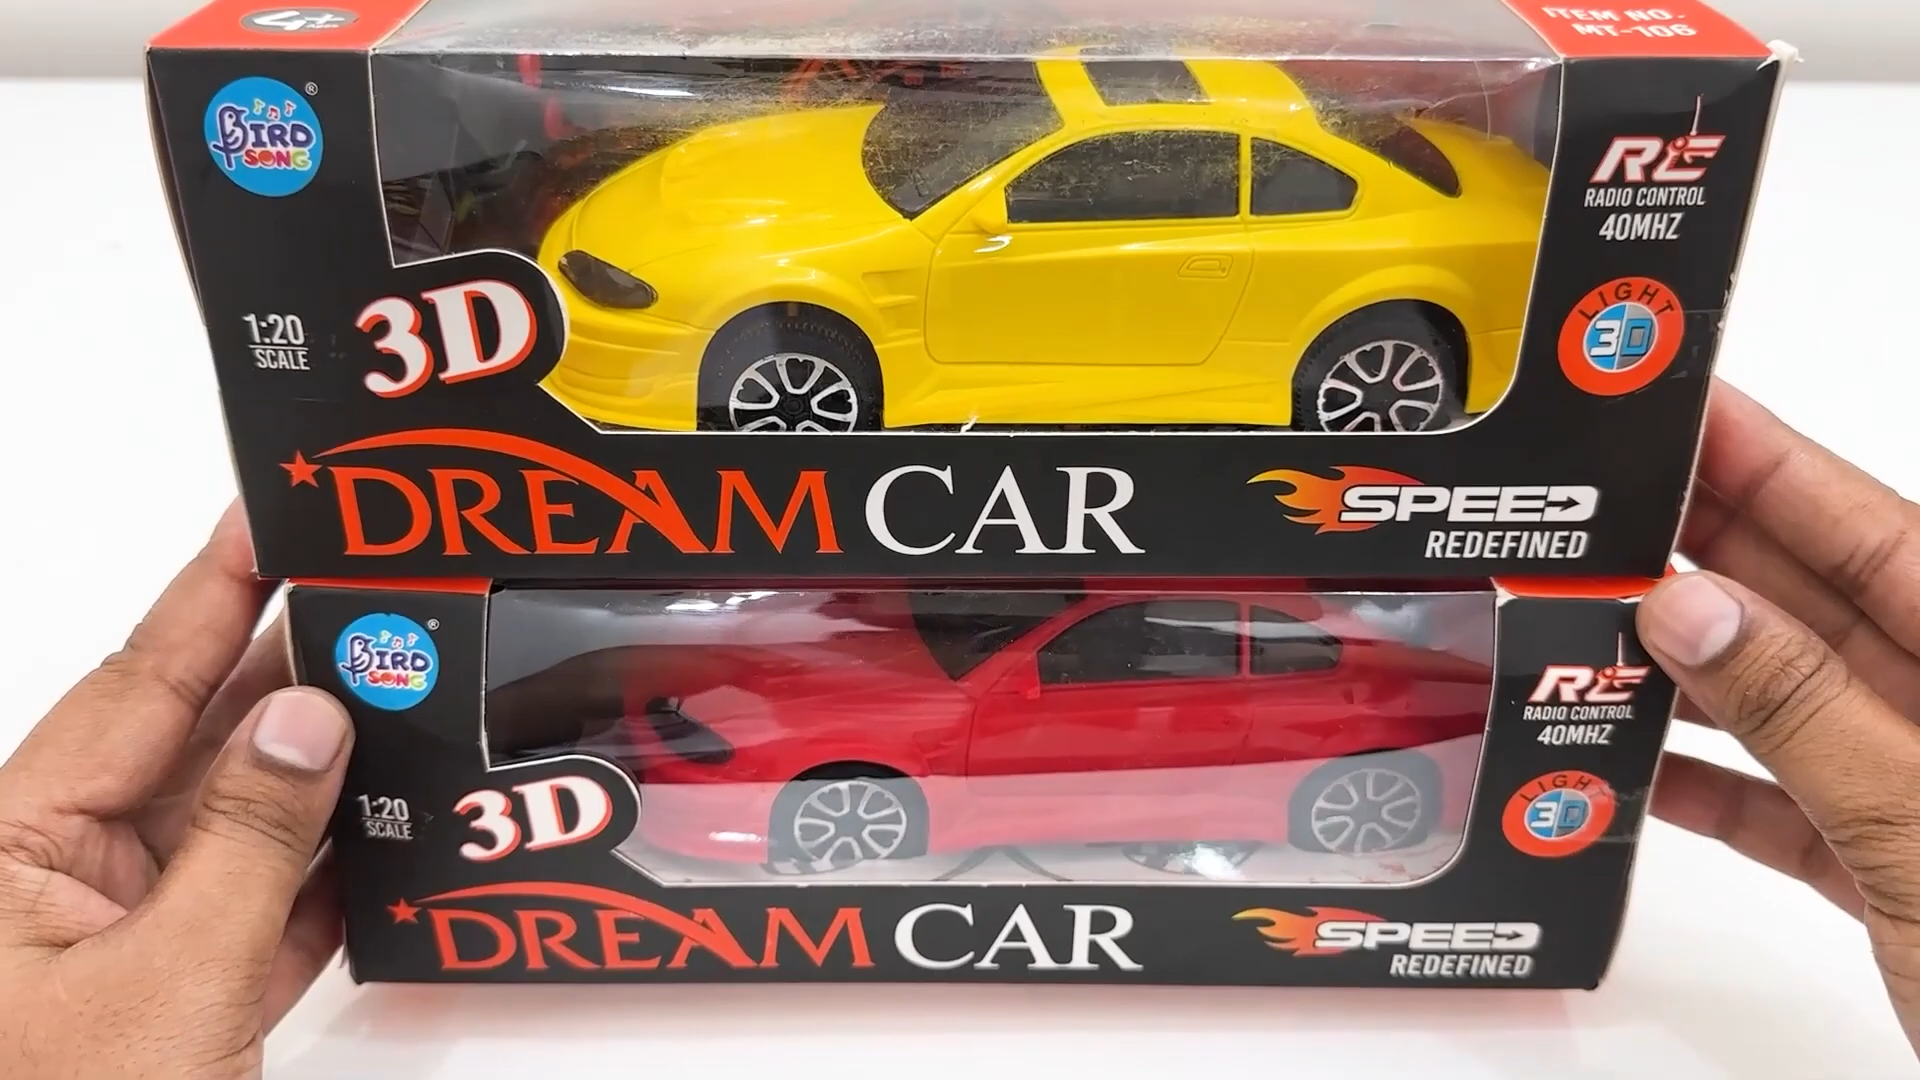 4+
AGES
ITEM NO.
MT-106
BIRD
SONG
®
RC
RADIO CONTROL
40MHZ
LIGHT
3D
1:20
SCALE
3D
DREAM CAR
SPEED
REDEFINED
BIRD
SONG
®
RC
RADIO CONTROL
40MHZ
LIGHT
3D
1:20
SCALE
3D
DREAM CAR
SPEED
REDEFINED